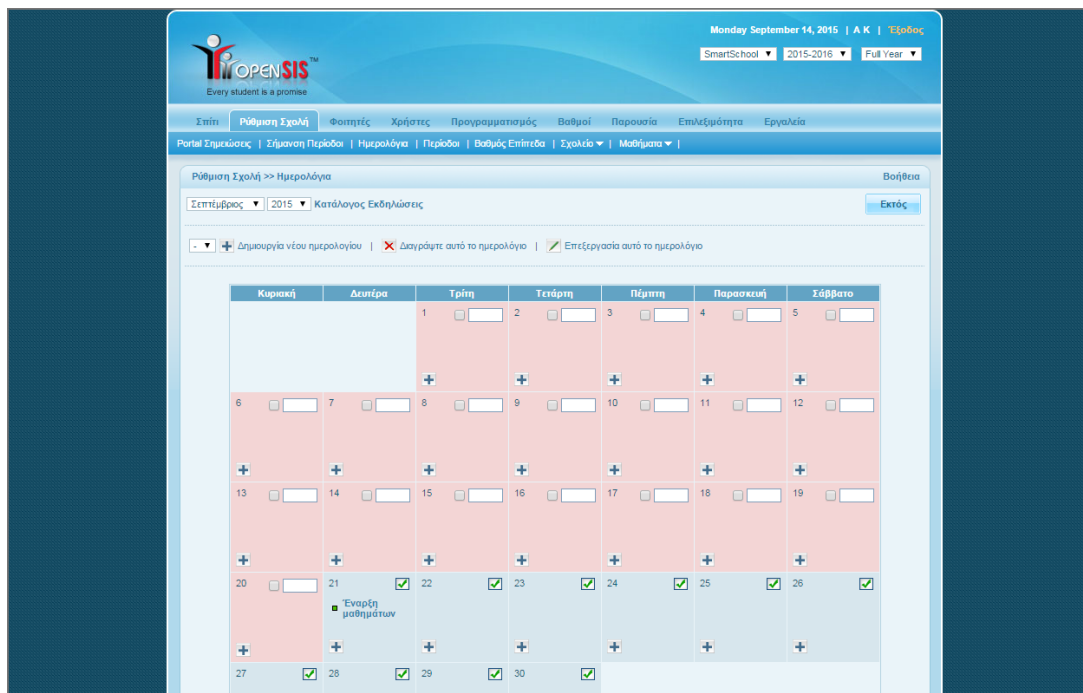 Monday September 14, 2015 | A K | Έξοδος
SmartSchool 2015-2016 Full Year
OPENSIS™
Every student is a promise
Σπίτι Ρύθμιση Σχολή Φοιτητές Χρήστες Προγραμματισμός Βαθμοί Παρουσία Επιλεξιμότητα Εργαλεία
Portal Σημειώσεις | Σήμανση Περίοδοι | Ημερολόγια | Περίοδοι | Βαθμός Επίπεδα | Σχολείο | Μαθήματα |
Ρύθμιση Σχολή >> Ημερολόγια Βοήθεια
Σεπτέμβριος 2015 Κατάλογος Εκδηλώσεις Εκτός
- Δημιουργία νέου ημερολογίου | Διαγράψτε αυτό το ημερολόγιο | Επεξεργασία αυτό το ημερολόγιο
Κυριακή Δευτέρα Τρίτη Τετάρτη Πέμπτη Παρασκευή Σάββατο
1 2 3 4 5
6 7 8 9 10 11 12
13 14 15 16 17 18 19
20 21 22 23 24 25 26
Έναρξη
μαθημάτων
27 28 29 30